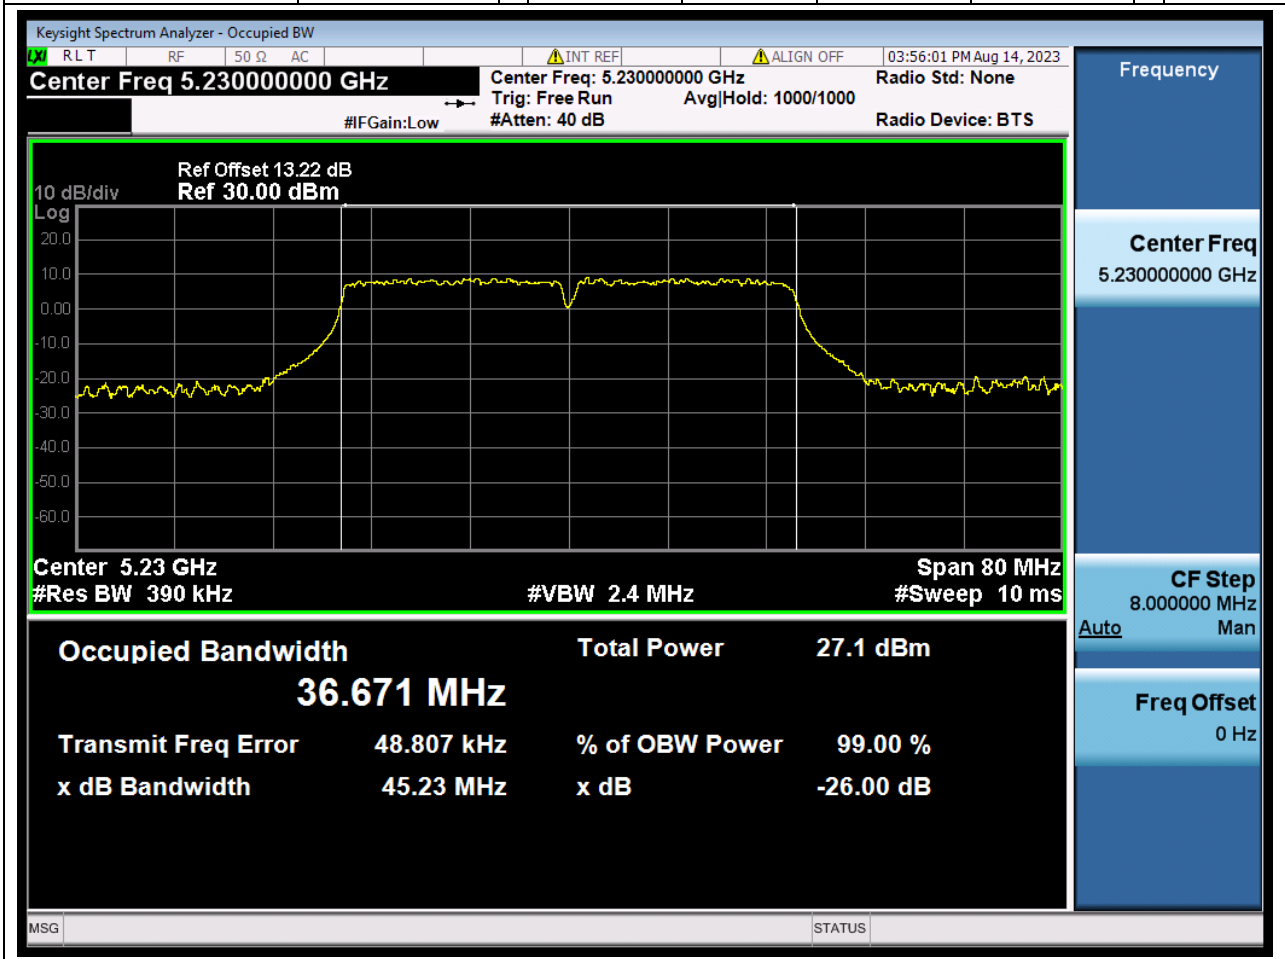 Keysight Spectrum Analyzer - Occupied BW
LXI RLT RF 50 Ω AC INT REF ALIGN OFF 03:56:01 PM Aug 14, 2023
Center Freq 5.230000000 GHz
Center Freq: 5.230000000 GHz
Radio Std: None
Trig: Free Run Avg|Hold: 1000/1000
#IFGain:Low
#Atten: 40 dB
Radio Device: BTS
Ref Offset 13.22 dB
10 dB/div Ref 30.00 dBm
Log
20.0
10.0
0.00
-10.0
-20.0
-30.0
-40.0
-50.0
-60.0
Center 5.23 GHz Span 80 MHz
#Res BW 390 kHz #VBW 2.4 MHz #Sweep 10 ms
Occupied Bandwidth Total Power 27.1 dBm
36.671 MHz
Transmit Freq Error 48.807 kHz % of OBW Power 99.00 %
x dB Bandwidth 45.23 MHz x dB -26.00 dB
MSG STATUS
Frequency
Center Freq
5.230000000 GHz
CF Step
8.000000 MHz
Auto Man
Freq Offset
0 Hz